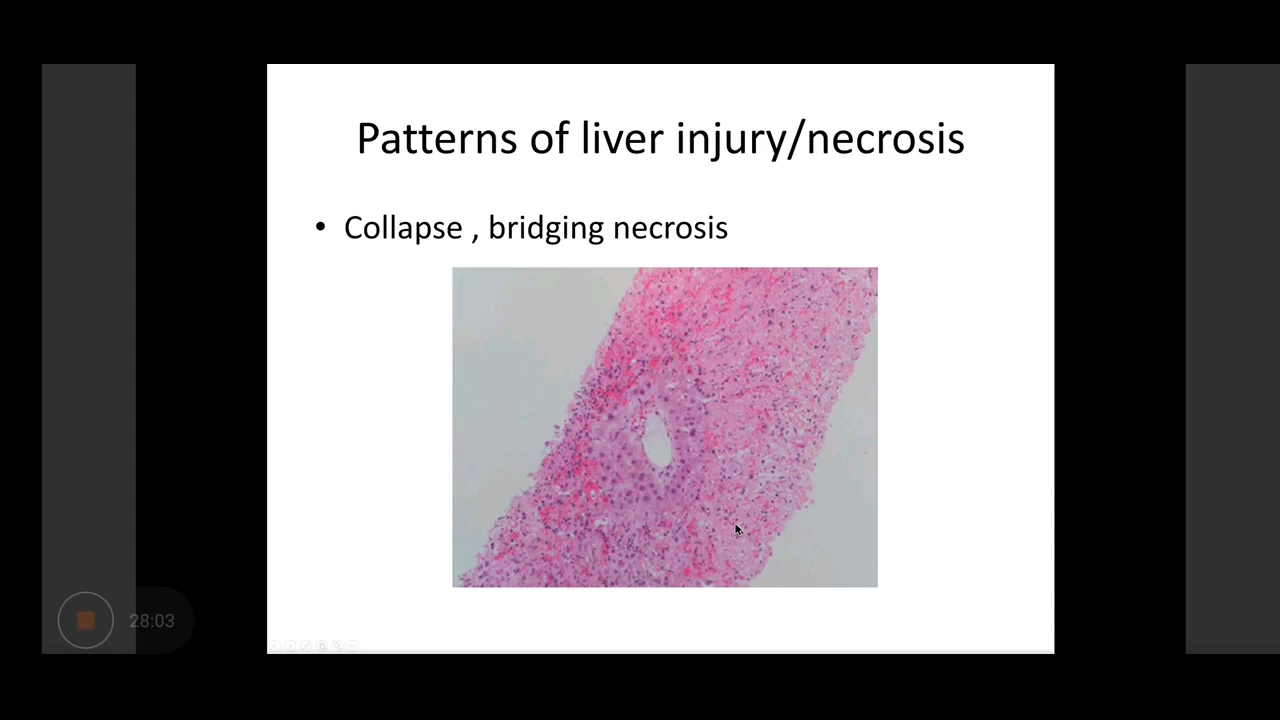 Patterns of liver injury/necrosis
• Collapse , bridging necrosis
28:03